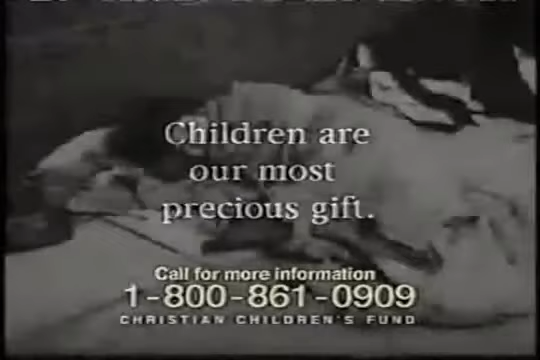 Children are
our most
precious gift.
Call for more information
1-800-861-0909
CHRISTIAN CHILDREN'S FUND